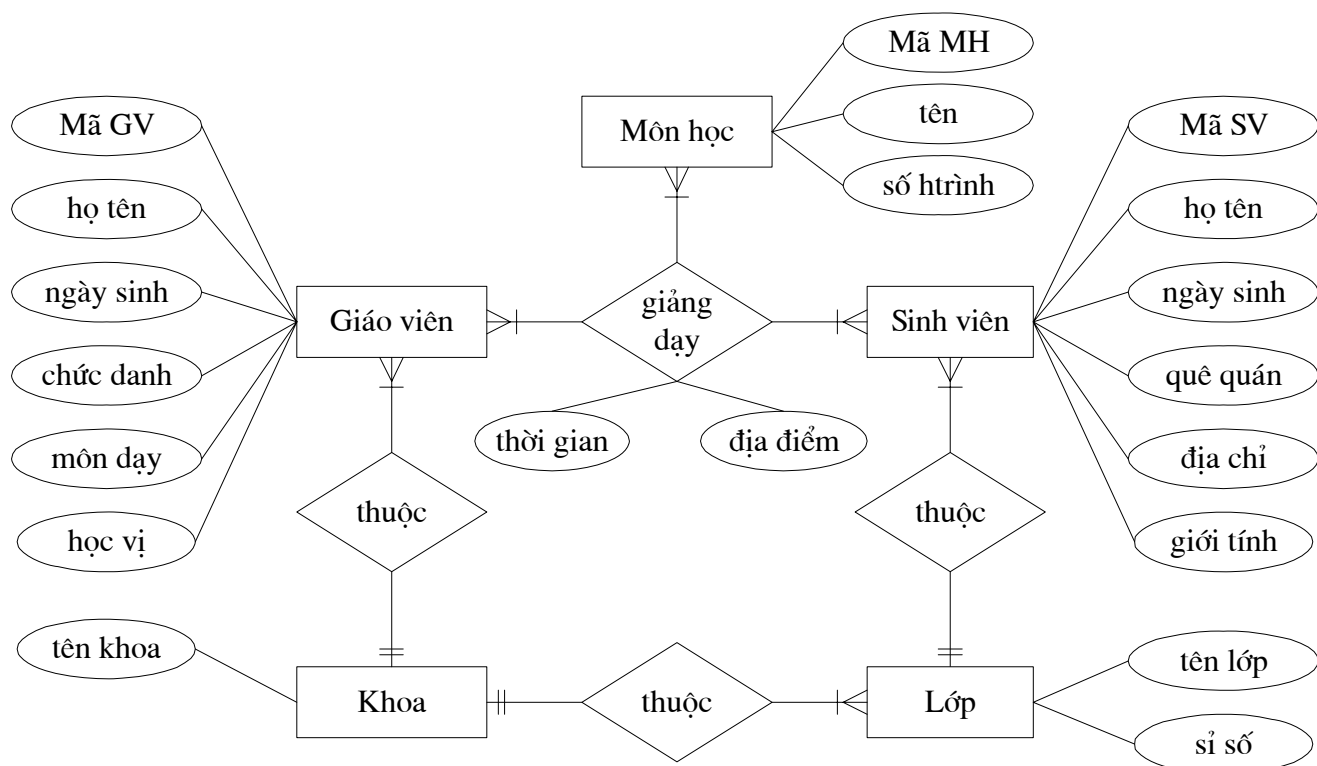 Mã MH
Môn học
tên
số htrình
Mã GV
họ tên
ngày sinh
chức danh
môn dạy
học vị
Giáo viên
giảng
dạy
thời gian
địa điểm
Sinh viên
Mã SV
họ tên
ngày sinh
quê quán
địa chỉ
giới tính
thuộc
thuộc
tên khoa
Khoa
thuộc
Lớp
tên lớp
sỉ số